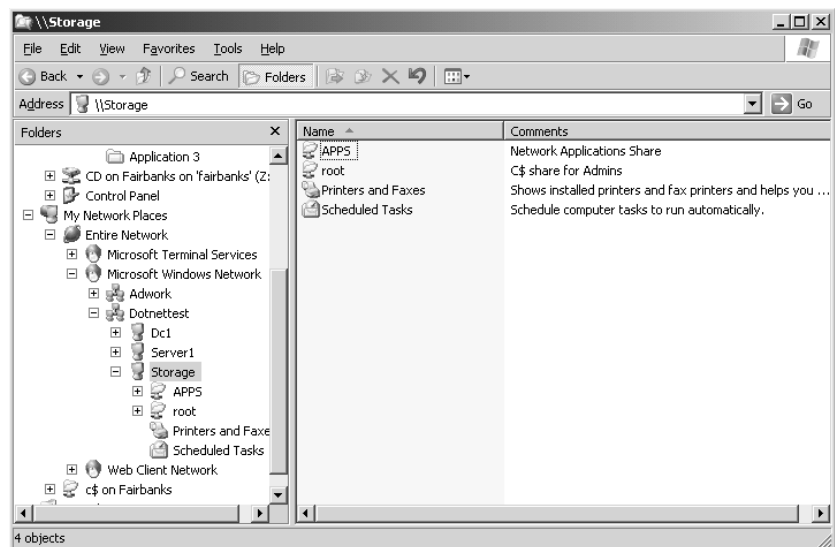 \\Storage
File Edit View Favorites Tools Help
Back Search Folders
Address \\Storage Go
Folders
Application 3
CD on Fairbanks on 'fairbanks' (Z:
Control Panel
My Network Places
Entire Network
Microsoft Terminal Services
Microsoft Windows Network
Adwork
Dotnettest
Dc1
Server1
Storage
APPS
root
Printers and Faxe
Scheduled Tasks
Web Client Network
c$ on Fairbanks
Name Comments
APPS Network Applications Share
root C$ share for Admins
Printers and Faxes Shows installed printers and fax printers and helps you ...
Scheduled Tasks Schedule computer tasks to run automatically.
4 objects